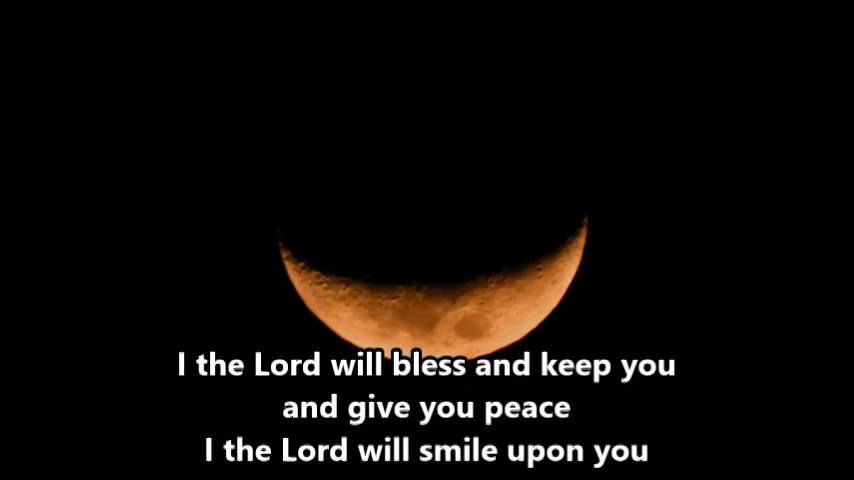 I the Lord will bless and keep you
and give you peace
I the Lord will smile upon you